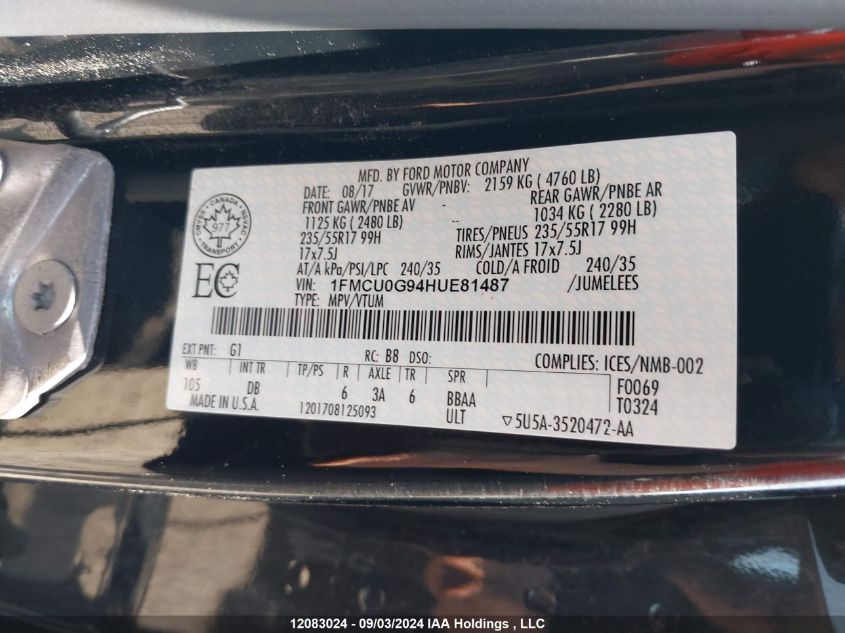 MFD. BY FORD MOTOR COMPANY
DATE: 08/17 GVWR/PNBV: 2159 KG ( 4760 LB)
FRONT GAWR/PNBE AV - REAR GAWR/PNBE AR
1125 KG ( 2480 LB) -- 1034 KG ( 2280 LB)
235/55R17 99H TIRES/PNEUS 235/55R17 99H
17x7.5J RIMS/JANTES 17x7.5J
AT/A kPa/PSI/LPC 240/35 COLD/A FROID 240/35
VIN: 1FMCU0G94HUE81487 /JUMELEES
TYPE: MPV/VTUM
CANADA
977
TRANSPORT
NSVAC
EC
EXT PNT: G1 RC: B8 DSO: COMPLIES: ICES/NMB-002
WB INT TR TP/PS R AXLE TR SPR F0069
105 DB 6 3A 6 BBAA T0324
MADE IN U.S.A. 1201708125093 ULT ▽5U5A-3520472-AA
12083024 - 09/03/2024 IAA Holdings , LLC